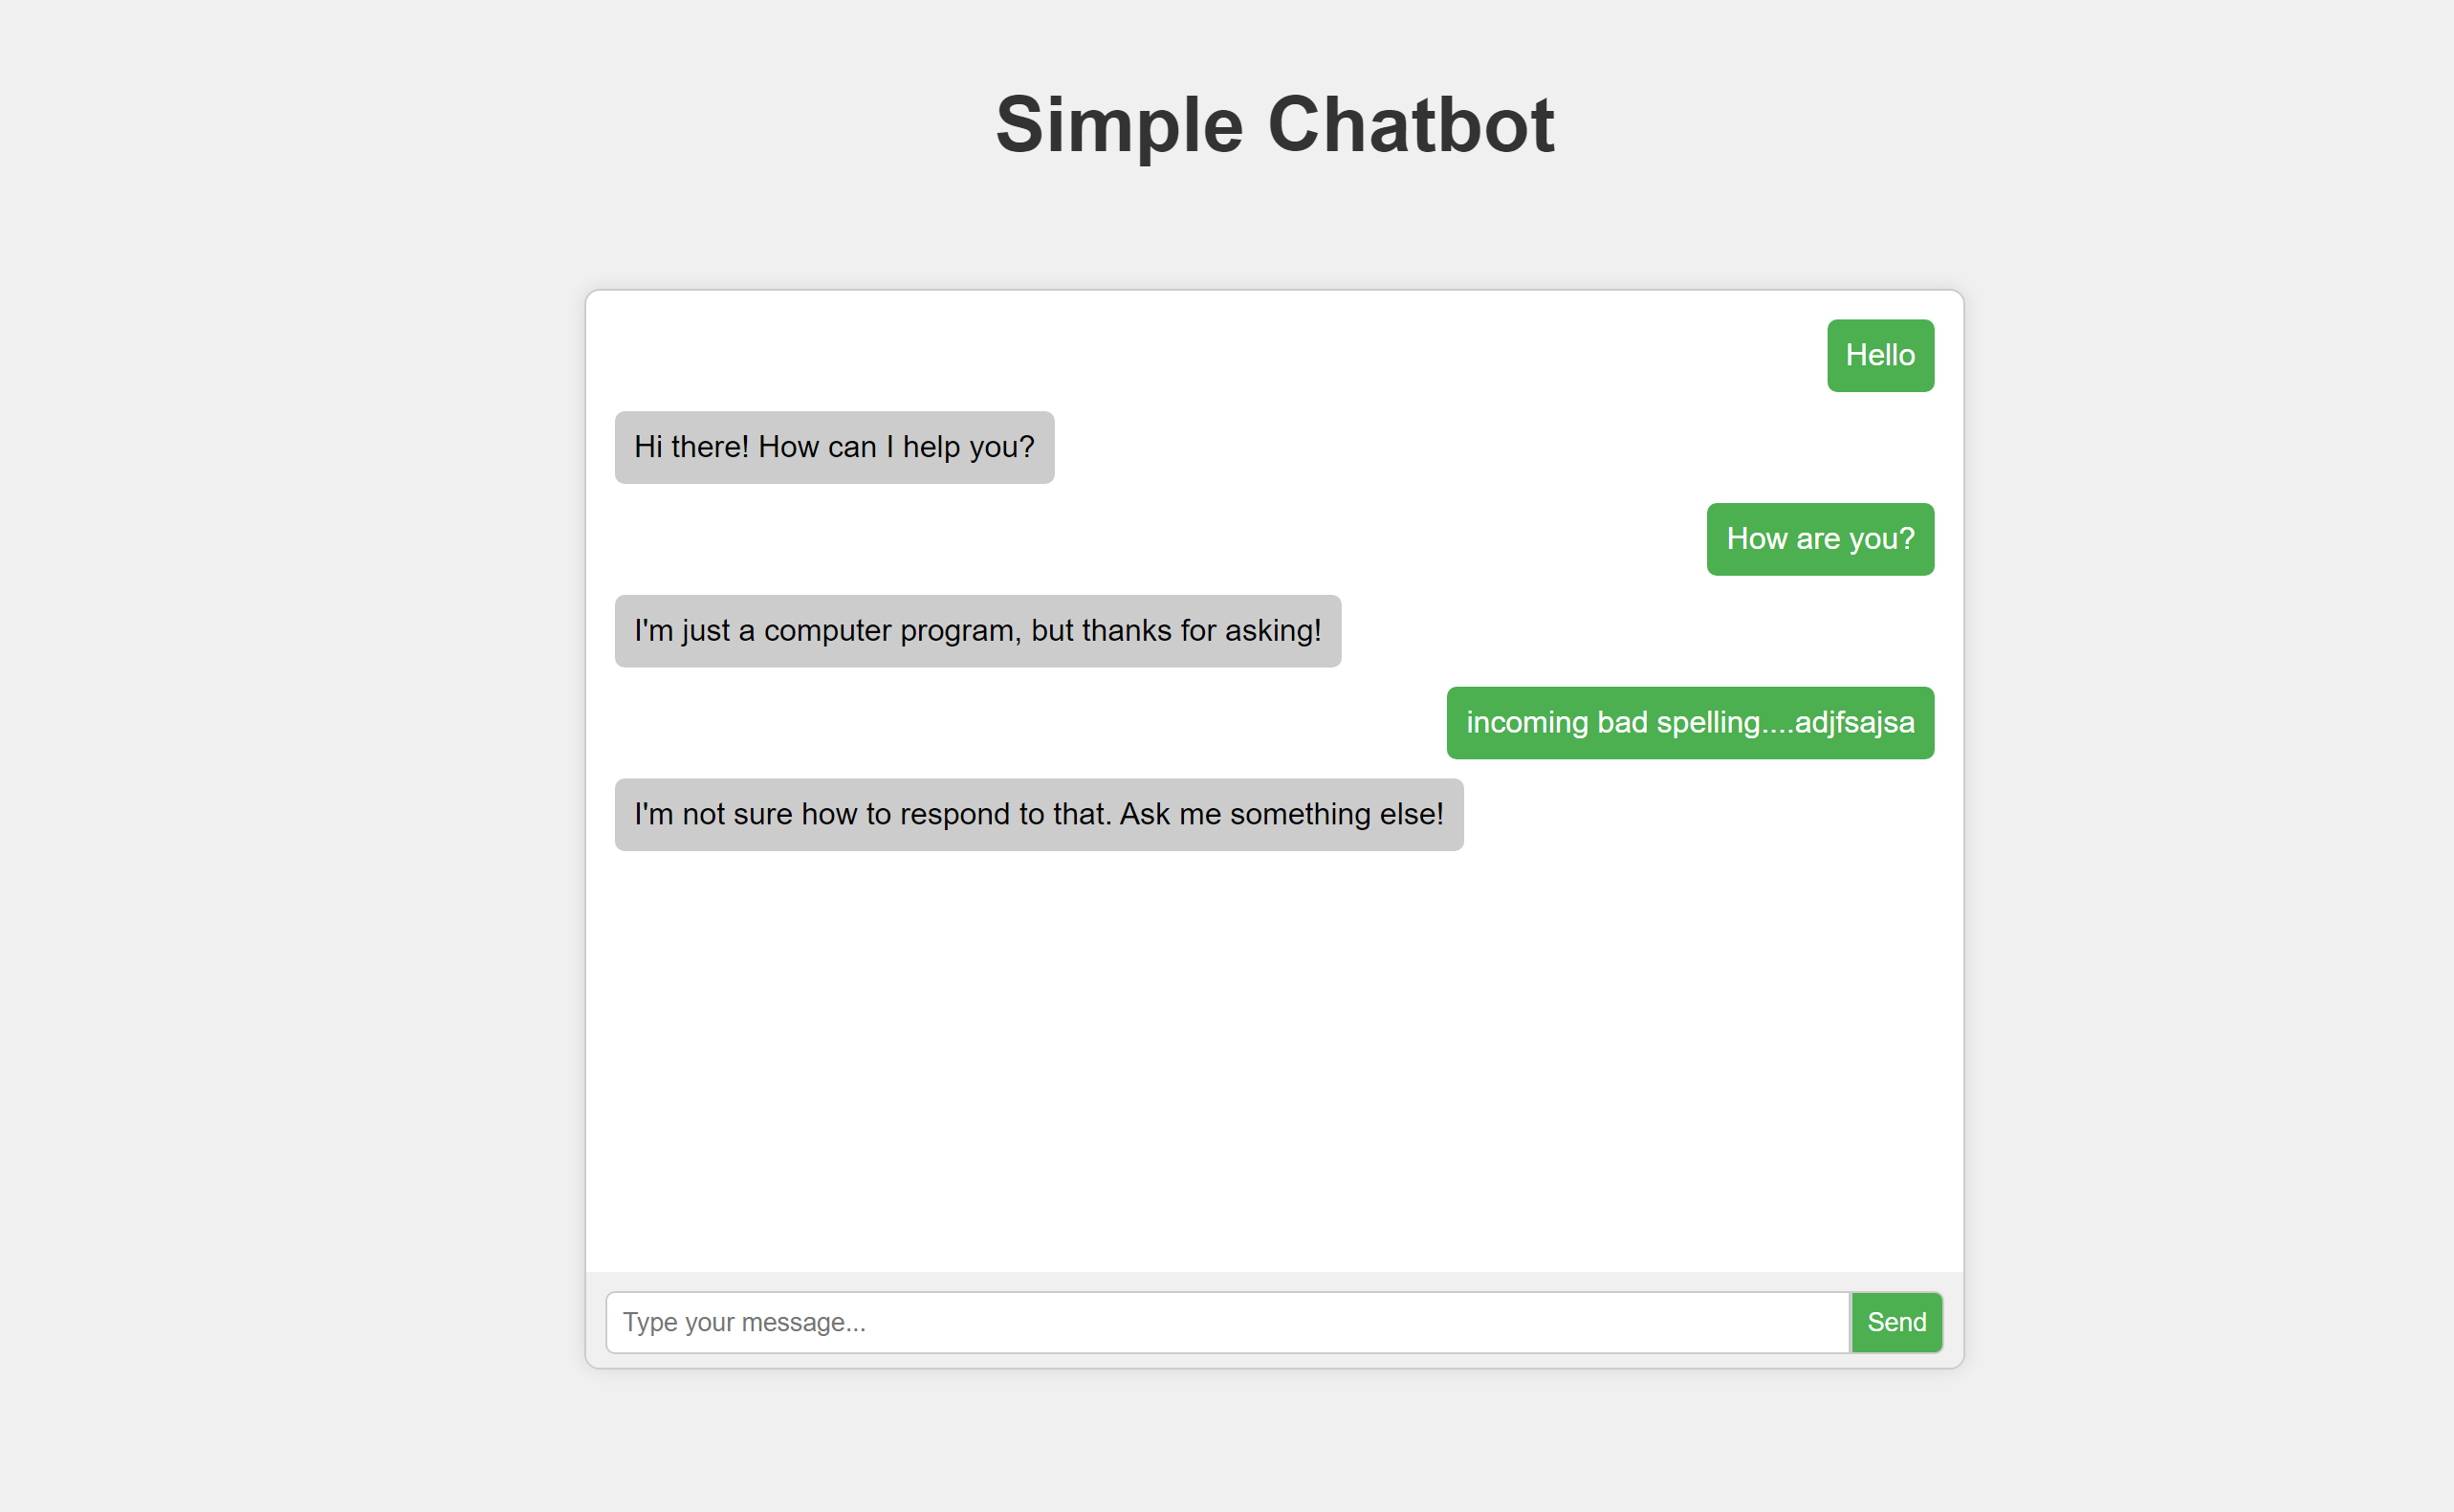 Simple Chatbot
Hello
Hi there! How can I help you?
How are you?
I'm just a computer program, but thanks for asking!
incoming bad spelling....adjfsajsa
I'm not sure how to respond to that. Ask me something else!
Type your message...
Send